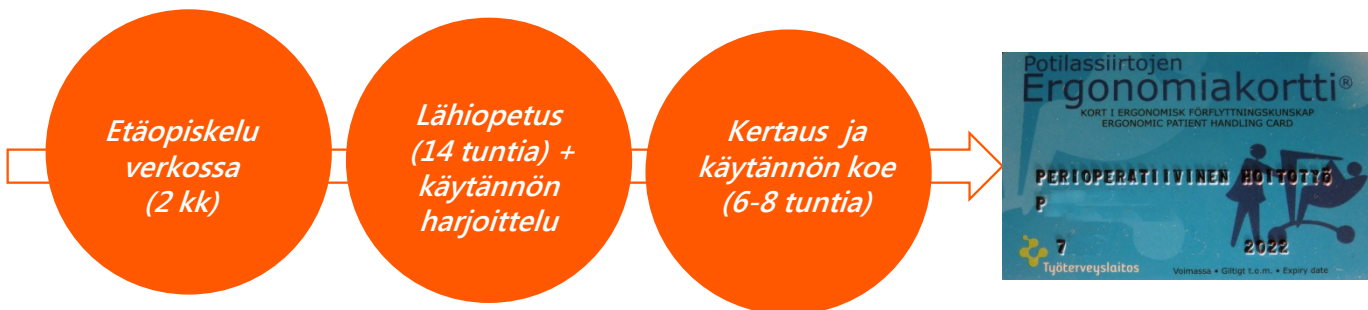 Etäopiskelu
verkossa
(2 kk)
Lähiopetus
(14 tuntia) +
käytännön
harjoittelu
Kertaus ja
käytännön koe
(6-8 tuntia)
Potilassiirtojen
Ergonomiakortti®
KORT I ERGONOMISK FÖRFLYTTNINGSKUNSKAP
ERGONOMIC PATIENT HANDLING CARD
PERIOPERATIIVINEN HOITOTYÖ
P
7 2022
Työterveyslaitos
Voimassa • Giltigt t.o.m. • Expiry date